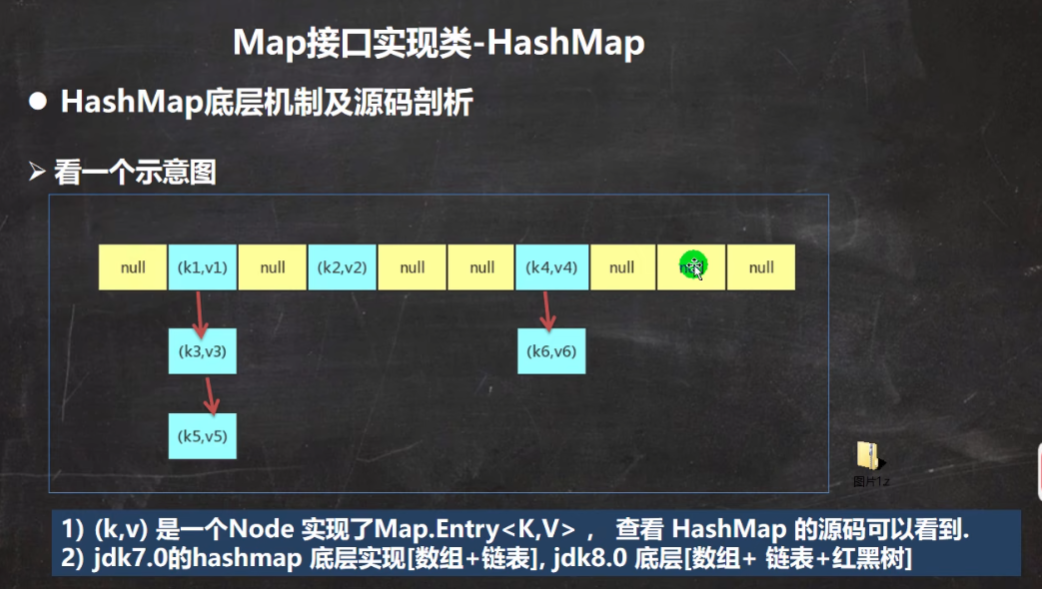 Map接口实现类-HashMap
● HashMap底层机制及源码剖析
➢ 看一个示意图
null (k1,v1) null (k2,v2) null null (k4,v4) null null
(k3,v3) (k6,v6)
(k5,v5)
图片1.z
1) (k,v) 是一个Node 实现了Map.Entry<K,V> ， 查看 HashMap 的源码可以看到.
2) jdk7.0的hashmap 底层实现[数组+链表], jdk8.0 底层[数组+ 链表+红黑树]